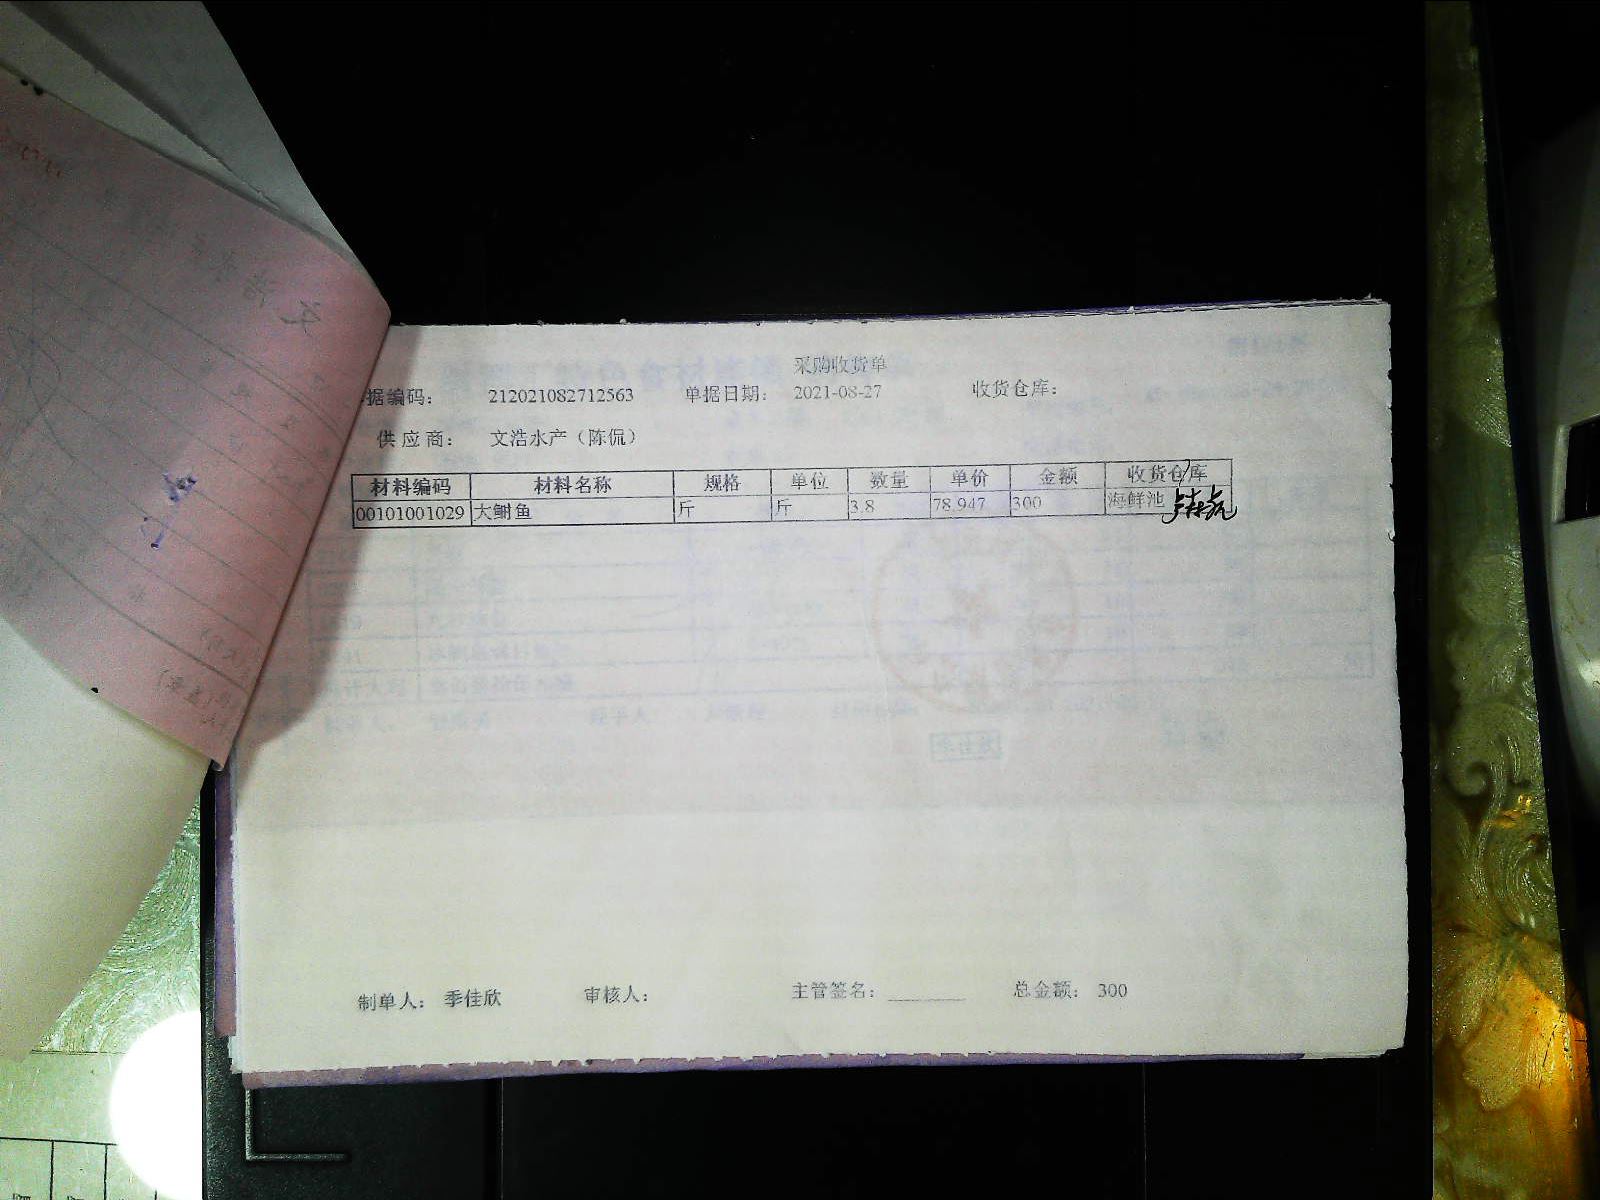 采购收货单
据编码： 212021082712563 单据日期： 2021-08-27 收货仓库：
供应商： 文浩水产（陈侃）
材料编码 材料名称 规格 单位 数量 单价 金额 收货仓库
00101001029 大鲥鱼 斤 斤 3.8 78.947 300 海鲜池
制单人： 季佳欣 审核人： 主管签名： 总金额： 300